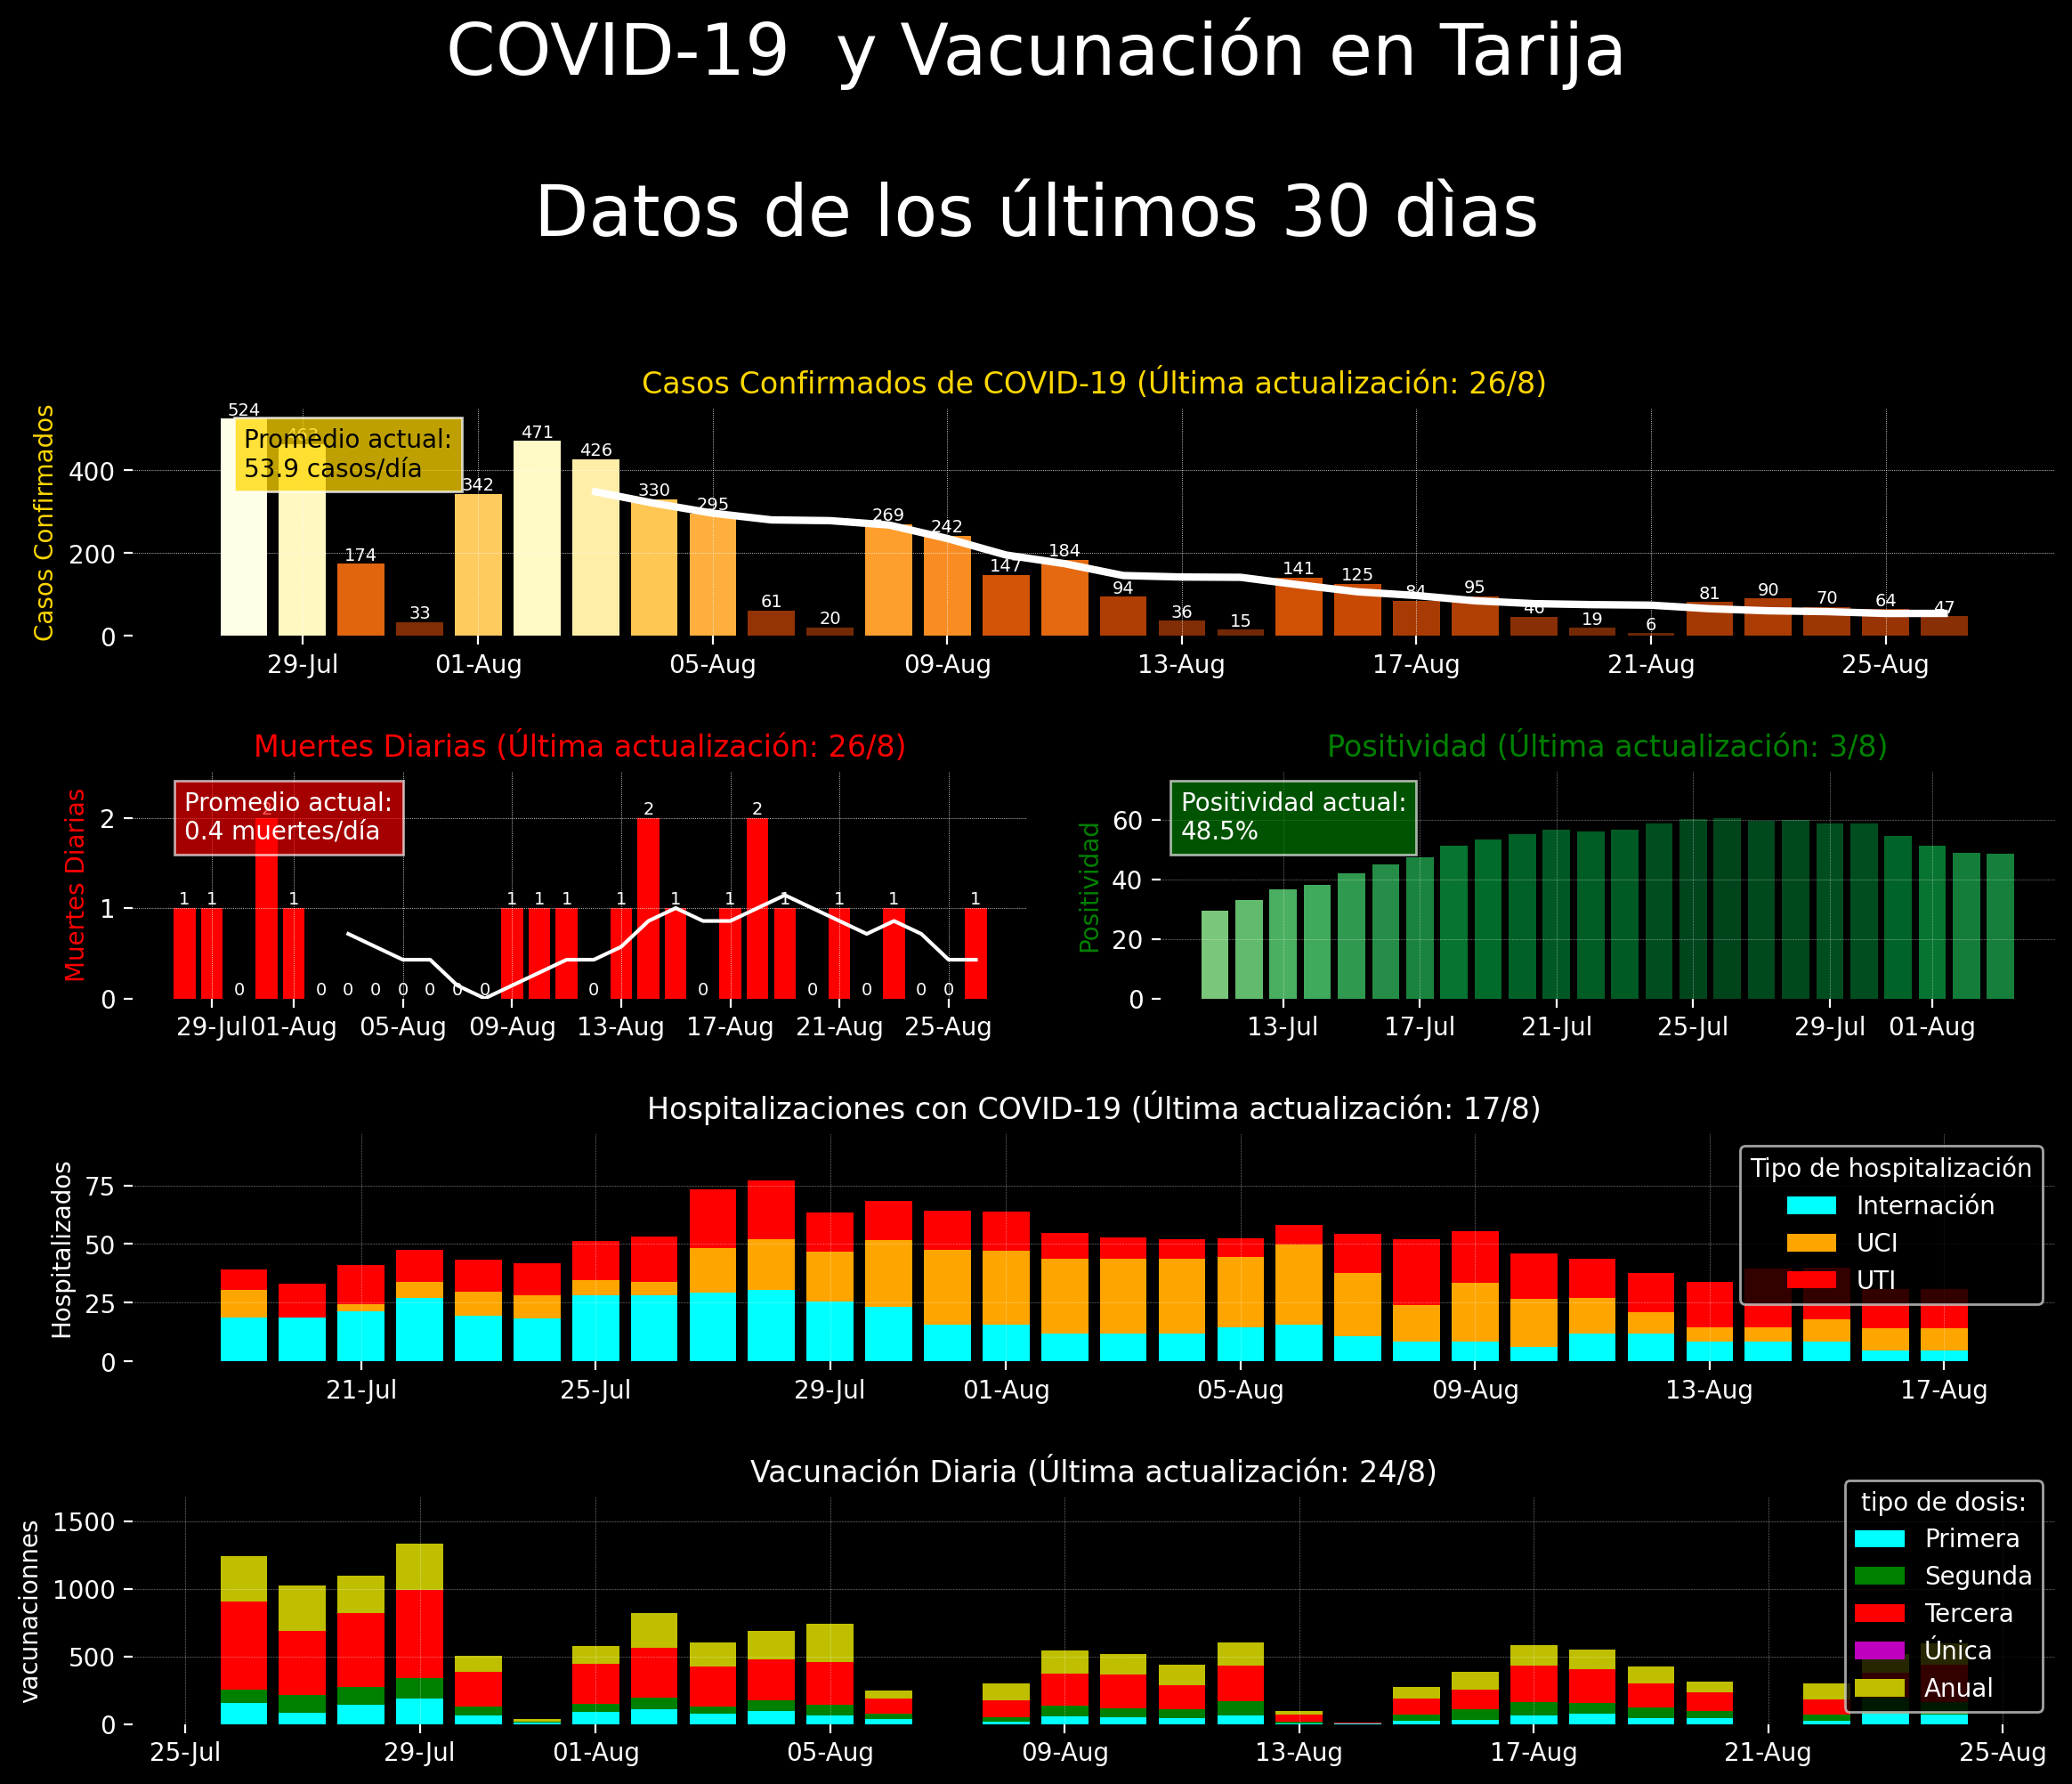 COVID-19  y Vacunación en Tarija
Datos de los últimos 30 dìas
Casos Confirmados de COVID-19 (Última actualización: 26/8)
Casos Confirmados
400
200
0
Promedio actual:
53.9 casos/día
524
463
174
33
342
471
426
330
295
61
20
269
242
147
184
94
36
15
141
125
84
95
46
19
6
81
90
70
64
47
29-Jul 01-Aug 05-Aug 09-Aug 13-Aug 17-Aug 21-Aug 25-Aug
Muertes Diarias (Última actualización: 26/8)
Muertes Diarias
2
1
0
Promedio actual:
0.4 muertes/día
1 1 0 2 1 0 0 0 0 0 0 0 1 1 1 0 1 2 1 0 1 2 1 0 1 0 1 0 0 1
29-Jul 01-Aug 05-Aug 09-Aug 13-Aug 17-Aug 21-Aug 25-Aug
Positividad (Última actualización: 3/8)
Positividad
60
40
20
0
Positividad actual:
48.5%
13-Jul 17-Jul 21-Jul 25-Jul 29-Jul 01-Aug
Hospitalizaciones con COVID-19 (Última actualización: 17/8)
Hospitalizados
75
50
25
0
Tipo de hospitalización
Internación
UCI
UTI
21-Jul 25-Jul 29-Jul 01-Aug 05-Aug 09-Aug 13-Aug 17-Aug
Vacunación Diaria (Última actualización: 24/8)
vacunaciones
1500
1000
500
0
tipo de dosis:
Primera
Segunda
Tercera
Única
Anual
25-Jul 29-Jul 01-Aug 05-Aug 09-Aug 13-Aug 17-Aug 21-Aug 25-Aug